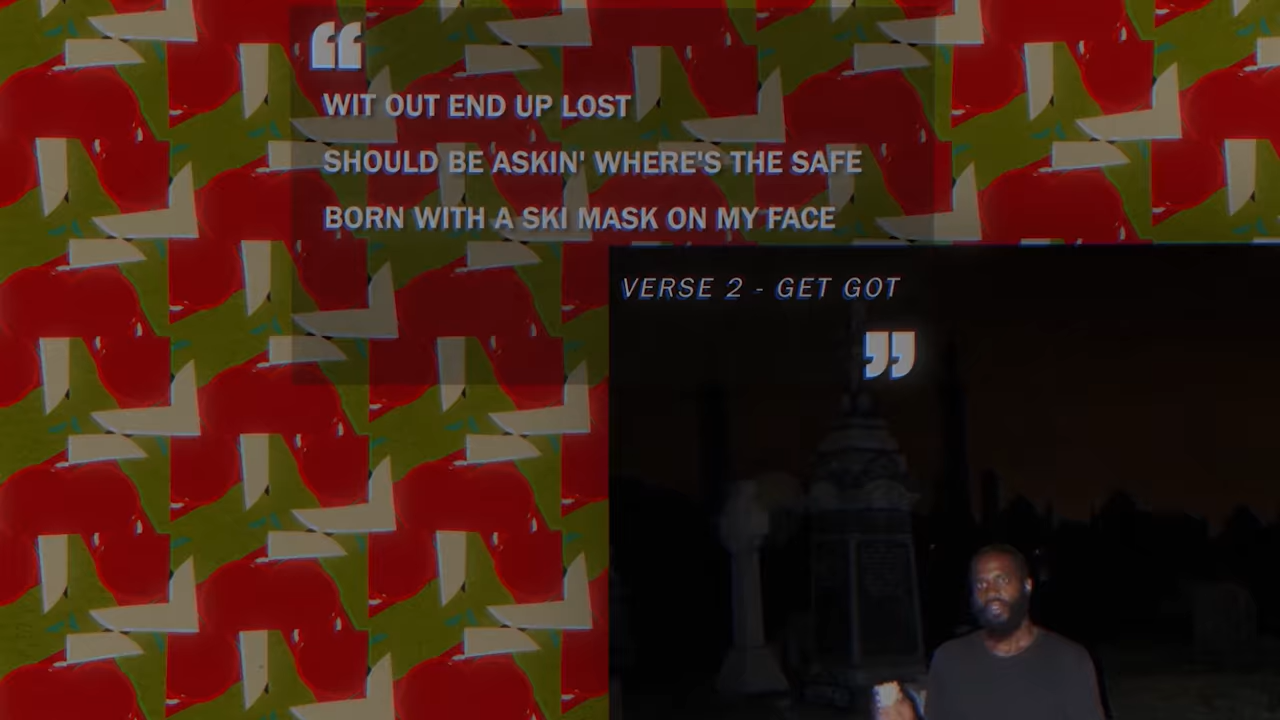 “
WIT OUT END UP LOST
SHOULD BE ASKIN' WHERE'S THE SAFE
BORN WITH A SKI MASK ON MY FACE
VERSE 2 - GET GOT
”